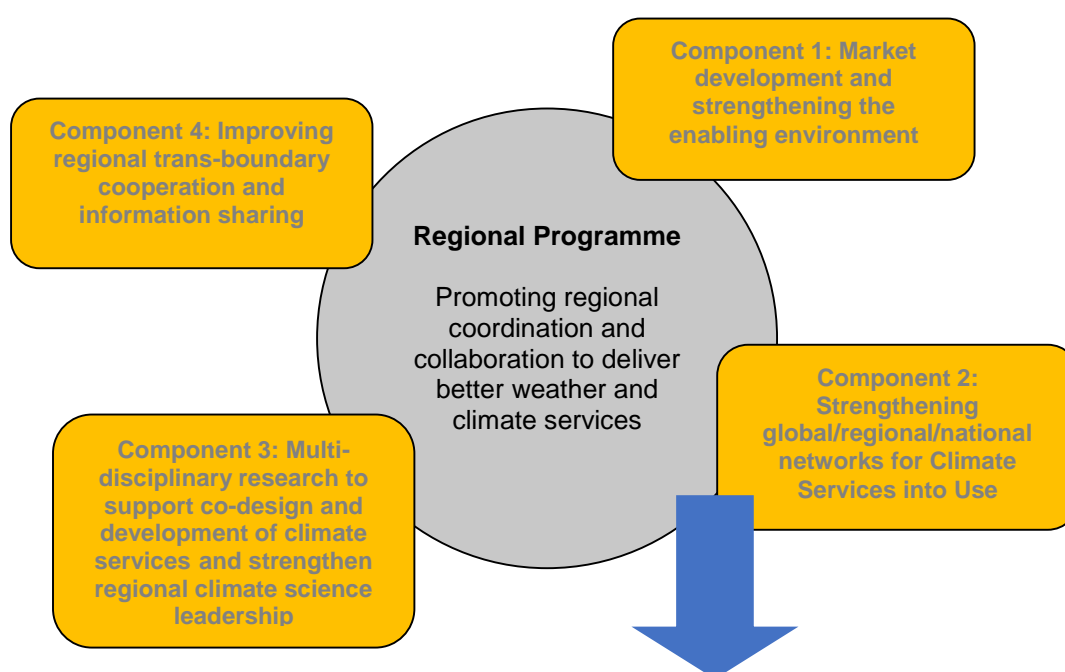 Component 1: Market
development and
strengthening the
enabling environment
Component 4: Improving
regional trans-boundary
cooperation and
information sharing
Regional Programme
Promoting regional
coordination and
collaboration to deliver
better weather and
climate services
Component 2:
Strengthening
global/regional/national
networks for Climate
Services into Use
Component 3: Multi-
disciplinary research to
support co-design and
development of climate
services and strengthen
regional climate science
leadership